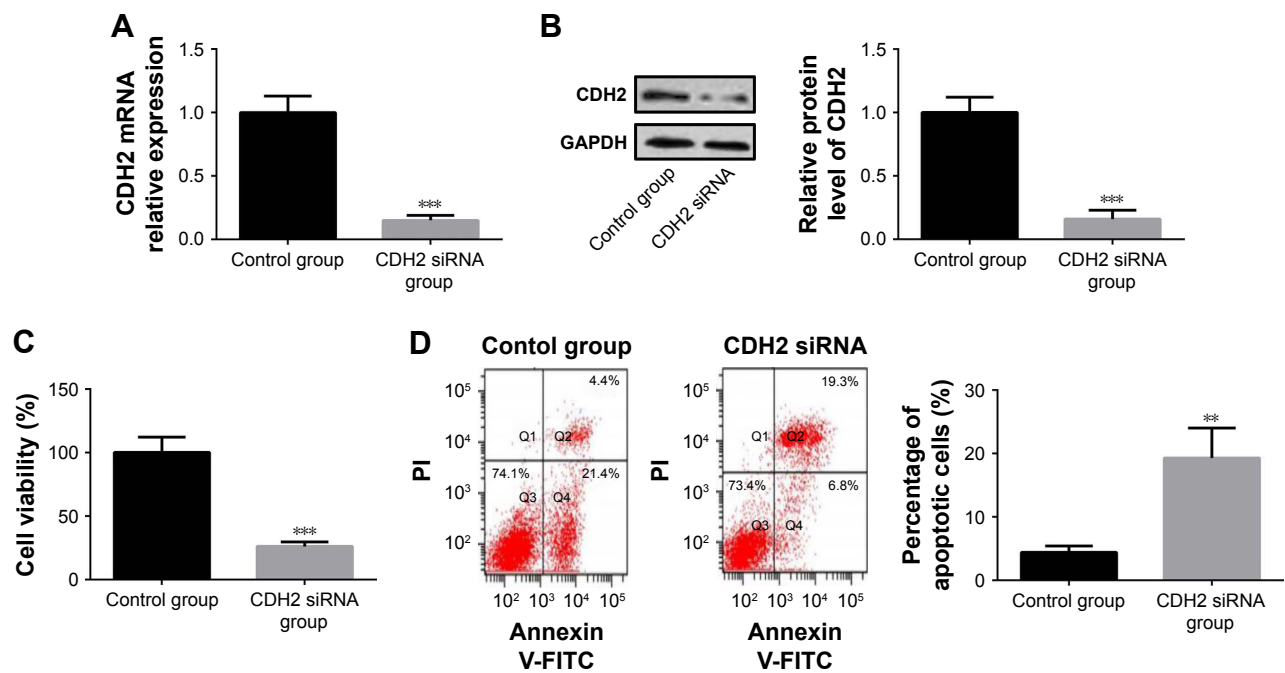 A
CDH2 mRNA
relative expression
1.5
1.0
0.5
0.0
***
Control group
CDH2 siRNA
group
B
CDH2
GAPDH
Control group
CDH2 siRNA
Relative protein
level of CDH2
1.5
1.0
0.5
0.0
***
Control group
CDH2 siRNA
group
C
Cell viability (%)
150
100
50
0
***
Control group
CDH2 siRNA
group
D
Contol group
PI
10⁵
10⁴
10³
10²
4.4%
Q1
Q2
74.1%
21.4%
Q3
Q4
10² 10³ 10⁴ 10⁵
Annexin
V-FITC
CDH2 siRNA
PI
10⁵
10⁴
10³
10²
19.3%
Q1
Q2
73.4%
6.8%
Q3
Q4
10² 10³ 10⁴ 10⁵
Annexin
V-FITC
Percentage of
apoptotic cells (%)
30
20
10
0
**
Control group
CDH2 siRNA
group